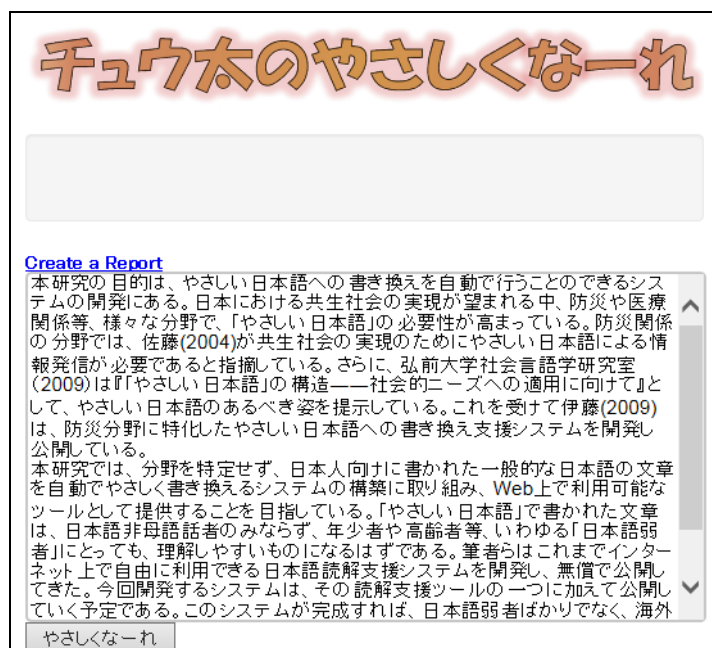 チュウ太のやさしくなーれ
Create a Report
本研究の目的は、やさしい日本語への書き換えを自動で行うことのできるシス
テムの開発にある。日本における共生社会の実現が望まれる中、防災や医療
関係等、様々な分野で、「やさしい日本語」の必要性が高まっている。防災関係
の分野では、佐藤(2004)が共生社会の実現のためにやさしい日本語による情
報発信が必要であると指摘している。さらに、弘前大学社会言語学研究室
(2009)は『「やさしい日本語」の構造――社会的ニーズへの適用に向けて』と
して、やさしい日本語のあるべき姿を提示している。これを受けて伊藤(2009)
は、防災分野に特化したやさしい日本語への書き換え支援システムを開発し
公開している。
本研究では、分野を特定せず、日本人向けに書かれた一般的な日本語の文章
を自動でやさしく書き換えるシステムの構築に取り組み、Web上で利用可能な
ツールとして提供することを目指している。「やさしい日本語」で書かれた文章
は、日本語非母語話者のみならず、年少者や高齢者等、いわゆる「日本語弱
者」にとっても、理解しやすいものになるはずである。筆者らはこれまでインター
ネット上で自由に利用できる日本語読解支援システムを開発し、無償で公開し
てきた。今回開発するシステムは、その読解支援ツールの一つに加えて公開し
ていく予定である。このシステムが完成すれば、日本語弱者ばかりでなく、海外
やさしくなーれ